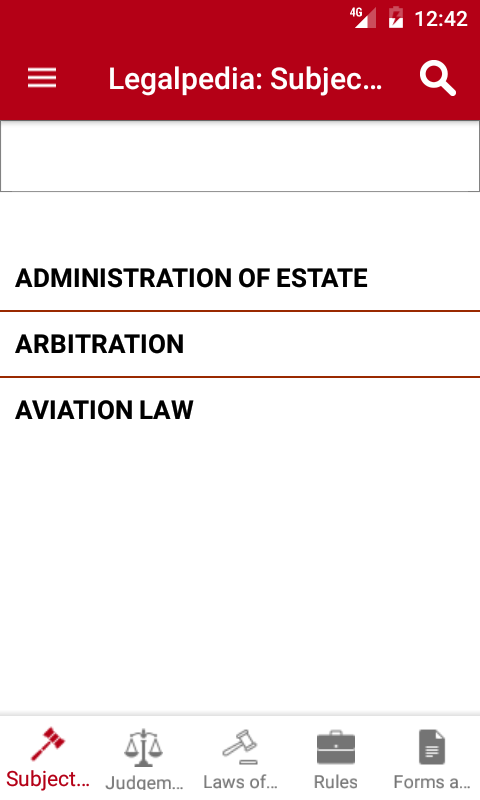 4G 12:42
Legalpedia: Subjec...
ADMINISTRATION OF ESTATE
ARBITRATION
AVIATION LAW
Subject... Judgem... Laws of... Rules Forms a...